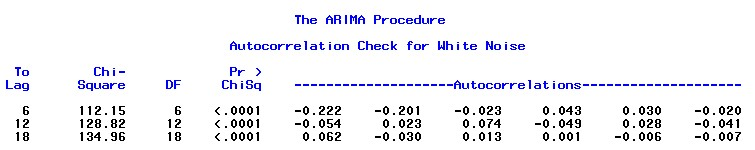 The ARIMA Procedure
Autocorrelation Check for White Noise
To Chi- Pr >
Lag Square DF ChiSq --------------------Autocorrelations--------------------
6 112.15 6 <.0001 -0.222 -0.201 -0.023 0.043 0.030 -0.020
12 128.82 12 <.0001 -0.054 0.023 0.074 -0.049 0.028 -0.041
18 134.96 18 <.0001 0.062 -0.030 0.013 0.001 -0.006 -0.007